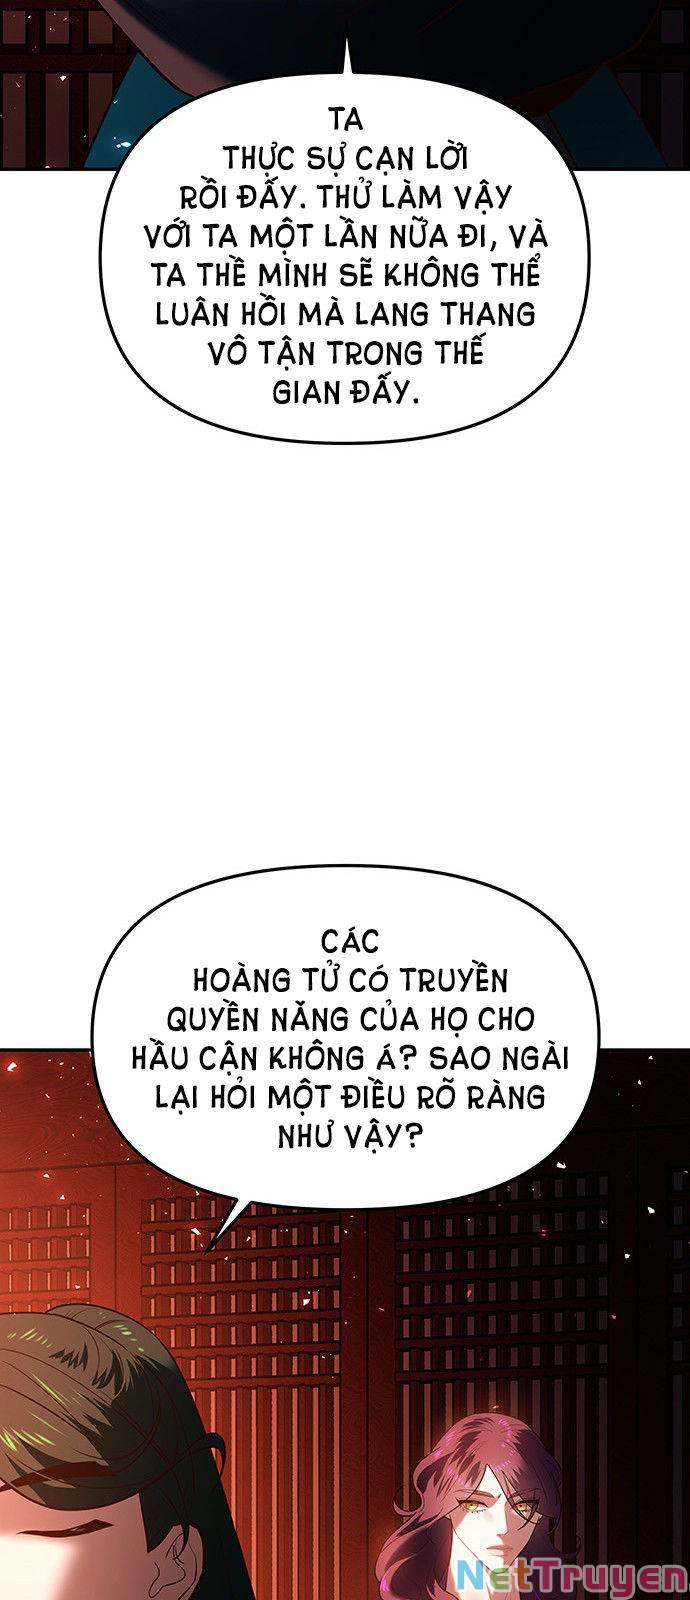 TA
THỰC SỰ CẠN LỜI
RỒI ĐẤY. THỬ LÀM VẬY
VỚI TA MỘT LẦN NỮA ĐI, VÀ
TA THỀ MÌNH SẼ KHÔNG THỂ
LUÂN HỒI MÀ LANG THANG
VÔ TẬN TRONG THẾ
GIAN ĐẤY.
CÁC
HOÀNG TỬ CÓ TRUYỀN
QUYỀN NĂNG CỦA HỌ CHO
HẦU CẬN KHÔNG Á? SAO NGÀI
LẠI HỎI MỘT ĐIỀU RÕ RÀNG
NHƯ VẬY?
NetTruyen